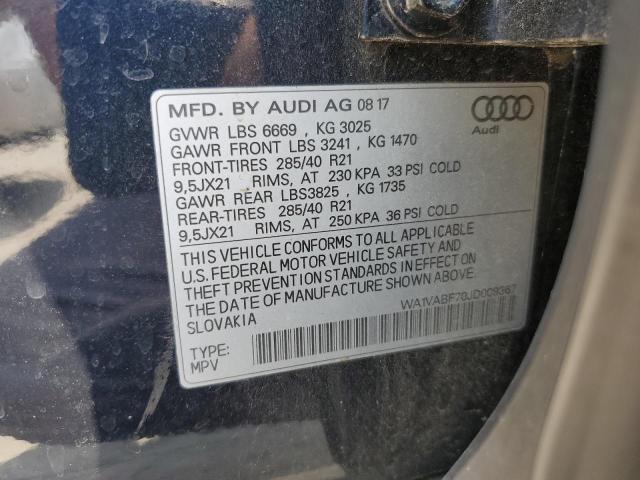 MFD. BY AUDI AG 08 17
Audi
GVWR LBS 6669 , KG 3025
GAWR FRONT LBS 3241 , KG 1470
FRONT-TIRES 285/40 R21
9,5JX21 RIMS, AT 230 KPA 33 PSI COLD
GAWR REAR LBS3825 , KG 1735
REAR-TIRES 285/40 R21
9,5JX21 RIMS, AT 250 KPA 36 PSI COLD
THIS VEHICLE CONFORMS TO ALL APPLICABLE
U.S. FEDERAL MOTOR VEHICLE SAFETY AND
THEFT PREVENTION STANDARDS IN EFFECT ON
THE DATE OF MANUFACTURE SHOWN ABOVE.
SLOVAKIA
WA1VABF70JD009367
TYPE:
MPV